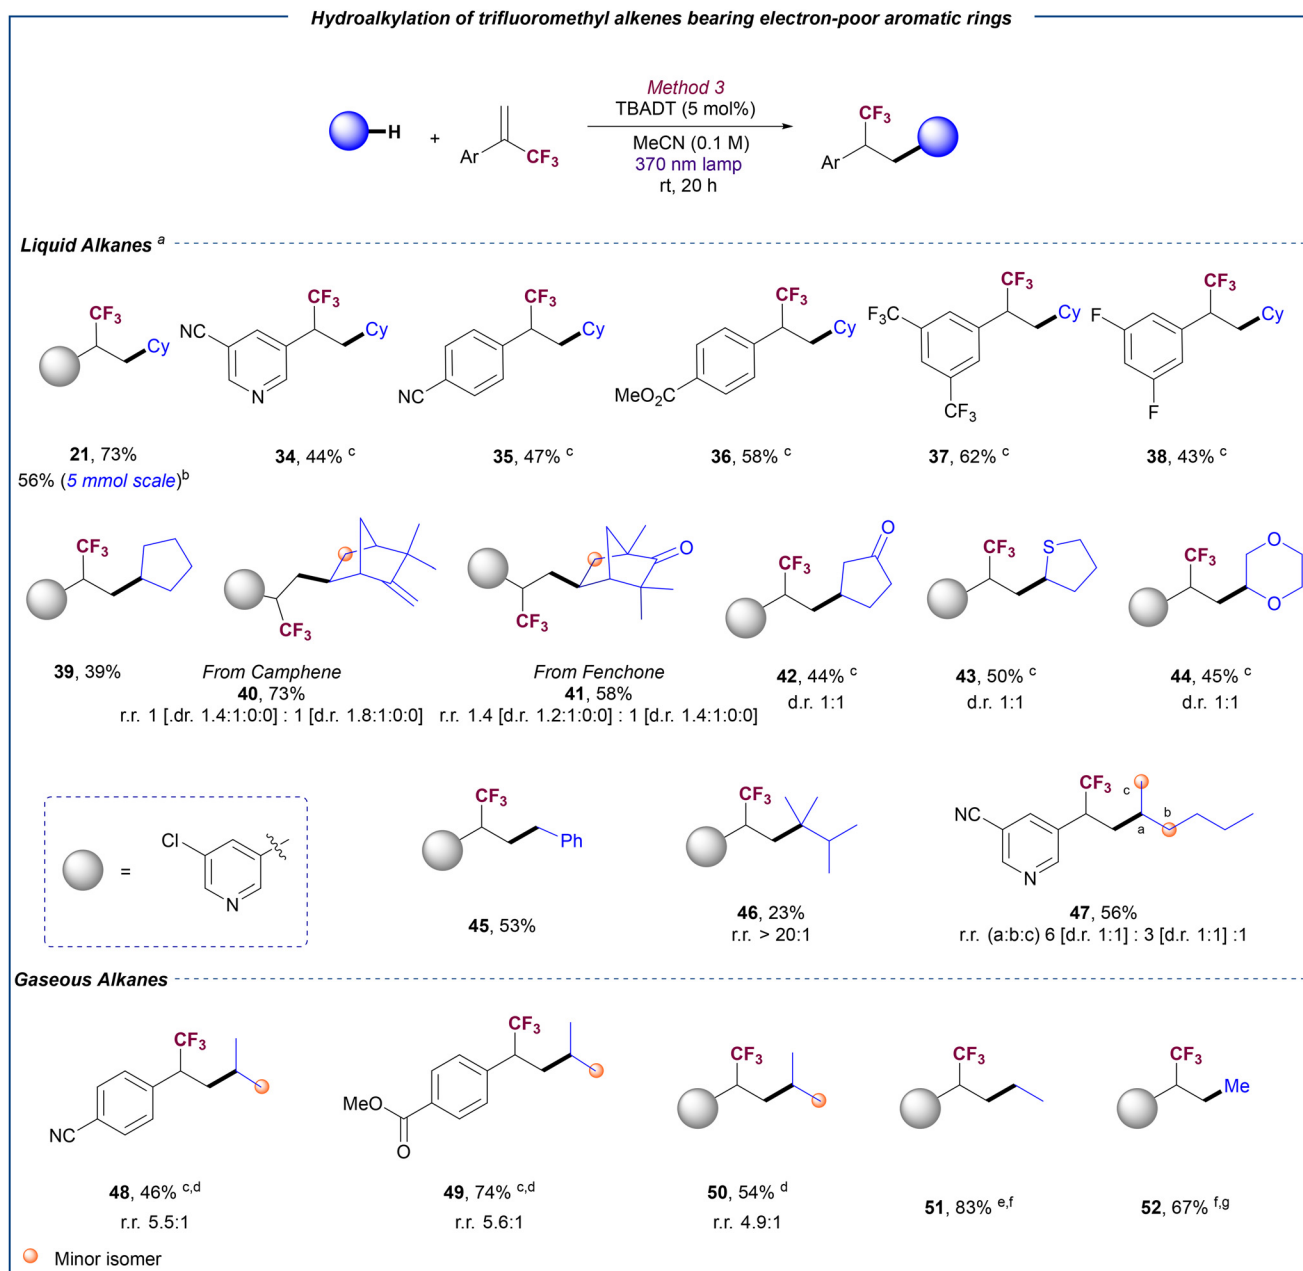 Hydroalkylation of trifluoromethyl alkenes bearing electron-poor aromatic rings
Method 3
TBADT (5 mol%)
MeCN (0.1 M)
370 nm lamp
rt, 20 h
H
+
Ar
CF3
Ar
CF3
Liquid Alkanes a
CF3
Cy
NC
N
CF3
Cy
NC
CF3
Cy
MeO2C
CF3
Cy
F3C
CF3
CF3
Cy
F
F
CF3
Cy
21, 73%
56% (5 mmol scale)b
34, 44% c
35, 47% c
36, 58% c
37, 62% c
38, 43% c
CF3
CF3
CF3
O
CF3
O
CF3
S
CF3
O
O
39, 39%
From Camphene
40, 73%
r.r. 1 [.dr. 1.4:1:0:0] : 1 [d.r. 1.8:1:0:0]
From Fenchone
41, 58%
r.r. 1.4 [d.r. 1.2:1:0:0] : 1 [d.r. 1.4:1:0:0]
42, 44% c
d.r. 1:1
43, 50% c
d.r. 1:1
44, 45% c
d.r. 1:1
=
Cl
N
CF3
Ph
CF3
NC
N
CF3
c
b
a
45, 53%
46, 23%
r.r. > 20:1
47, 56%
r.r. (a:b:c) 6 [d.r. 1:1] : 3 [d.r. 1:1] :1
Gaseous Alkanes
CF3
NC
CF3
MeO
O
CF3
CF3
CF3
Me
48, 46% c,d
r.r. 5.5:1
49, 74% c,d
r.r. 5.6:1
50, 54% d
r.r. 4.9:1
51, 83% e,f
52, 67% f,g
Minor isomer